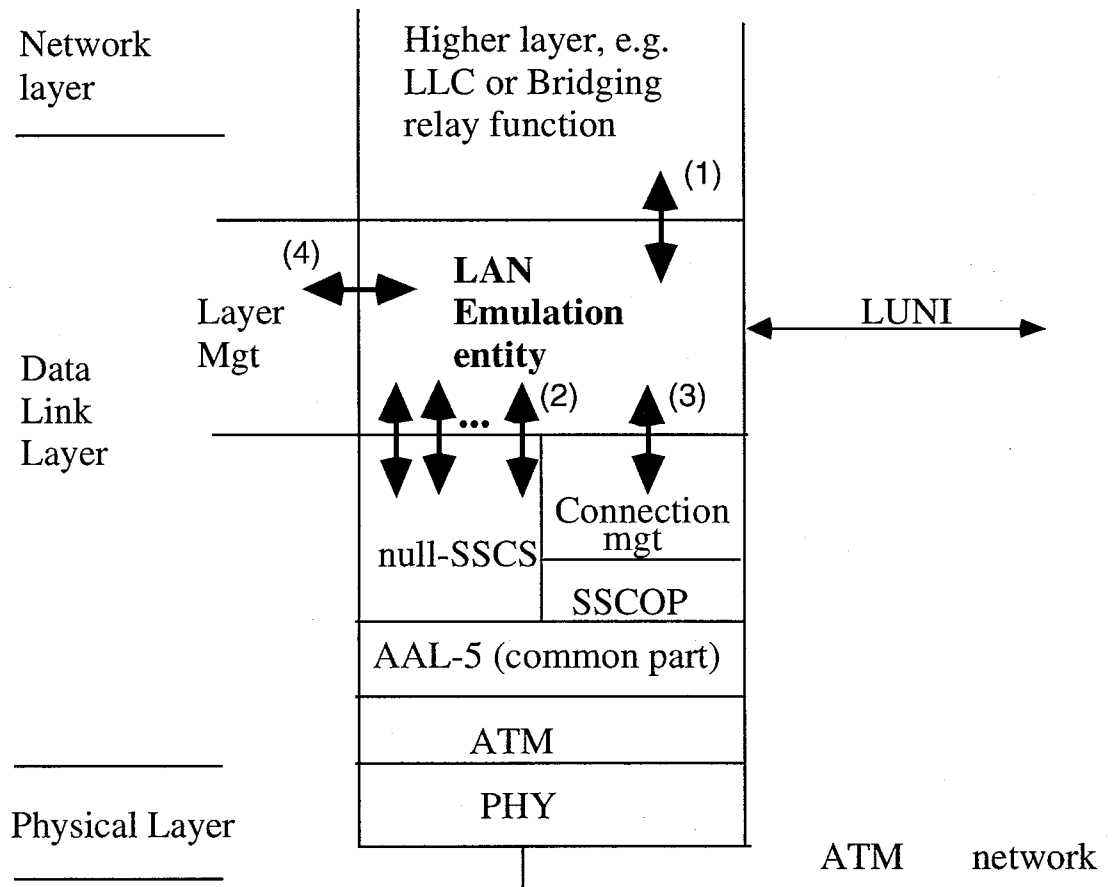 Network
layer
Higher layer, e.g.
LLC or Bridging
relay function
(1)
(4)
LAN
Emulation
entity
Layer
Mgt
LUNI
Data
Link
Layer
...
(2)
(3)
Connection
mgt
null-SSCS
SSCOP
AAL-5 (common part)
ATM
PHY
Physical Layer
ATM network